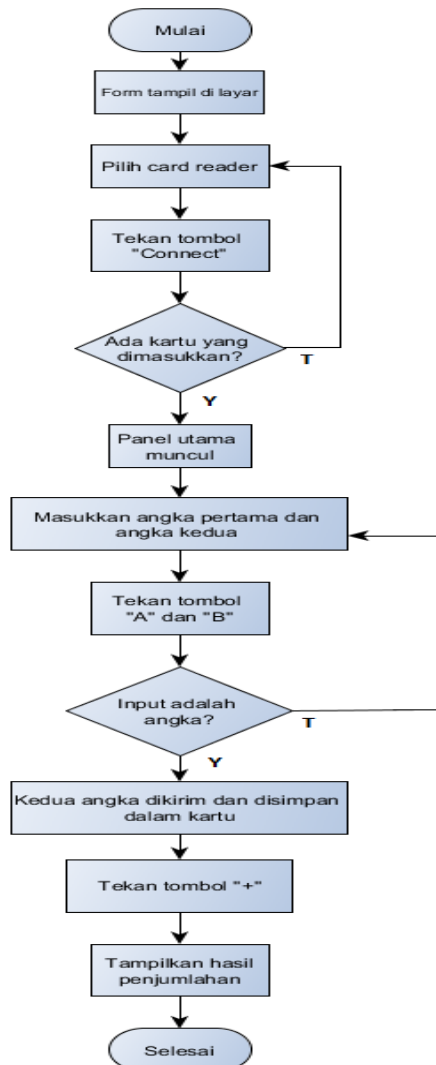 Mulai
Form tampil di layar
Pilih card reader
Tekan tombol
"Connect"
Ada kartu yang
dimasukkan?
T
Y
Panel utama
muncul
Masukkan angka pertama dan
angka kedua
Tekan tombol
"A" dan "B"
Input adalah
angka?
T
Y
Kedua angka dikirim dan disimpan
dalam kartu
Tekan tombol "+"
Tampilkan hasil
penjumlahan
Selesai